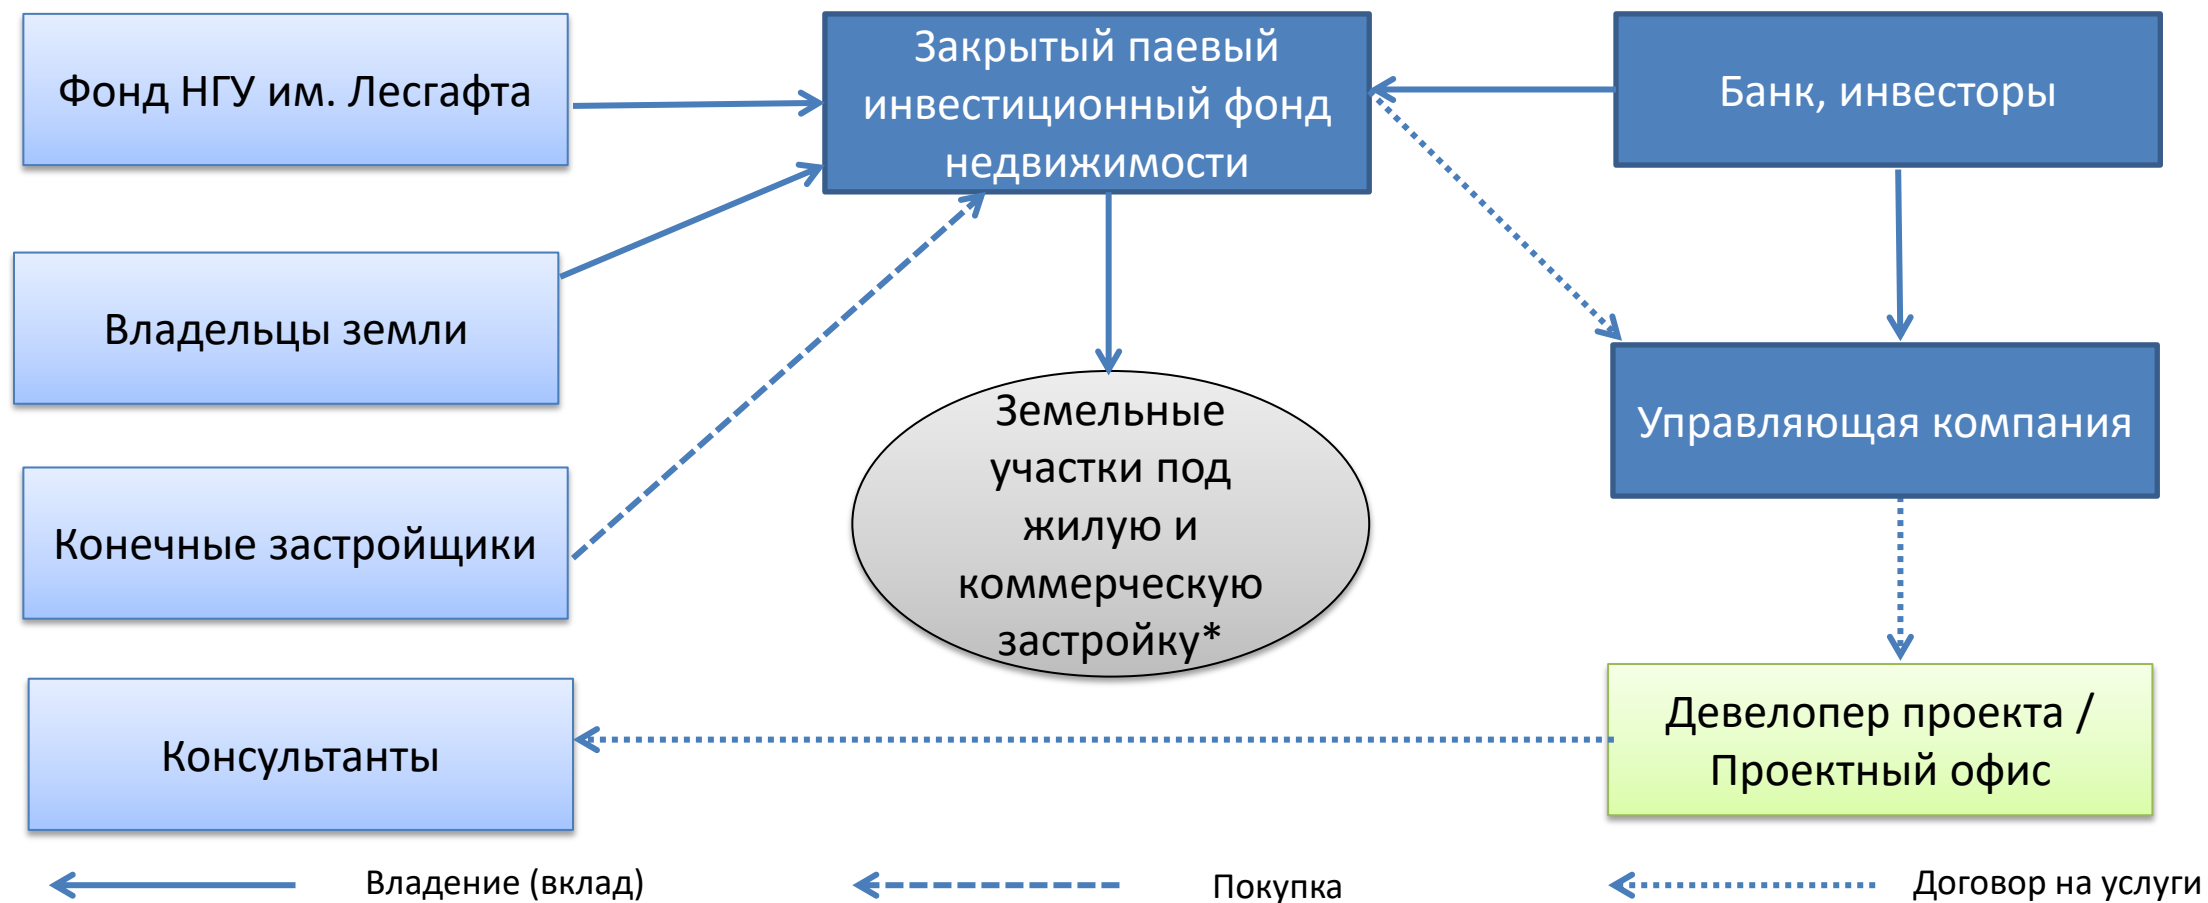 Фонд НГУ им. Лесгафта
Закрытый паевый
инвестиционный фонд
недвижимости
Банк, инвесторы
Владельцы земли
Управляющая компания
Земельные
участки под
жилую и
коммерческую
застройку*
Конечные застройщики
Консультанты
Девелопер проекта /
Проектный офис
Владение (вклад)
Покупка
Договор на услуги